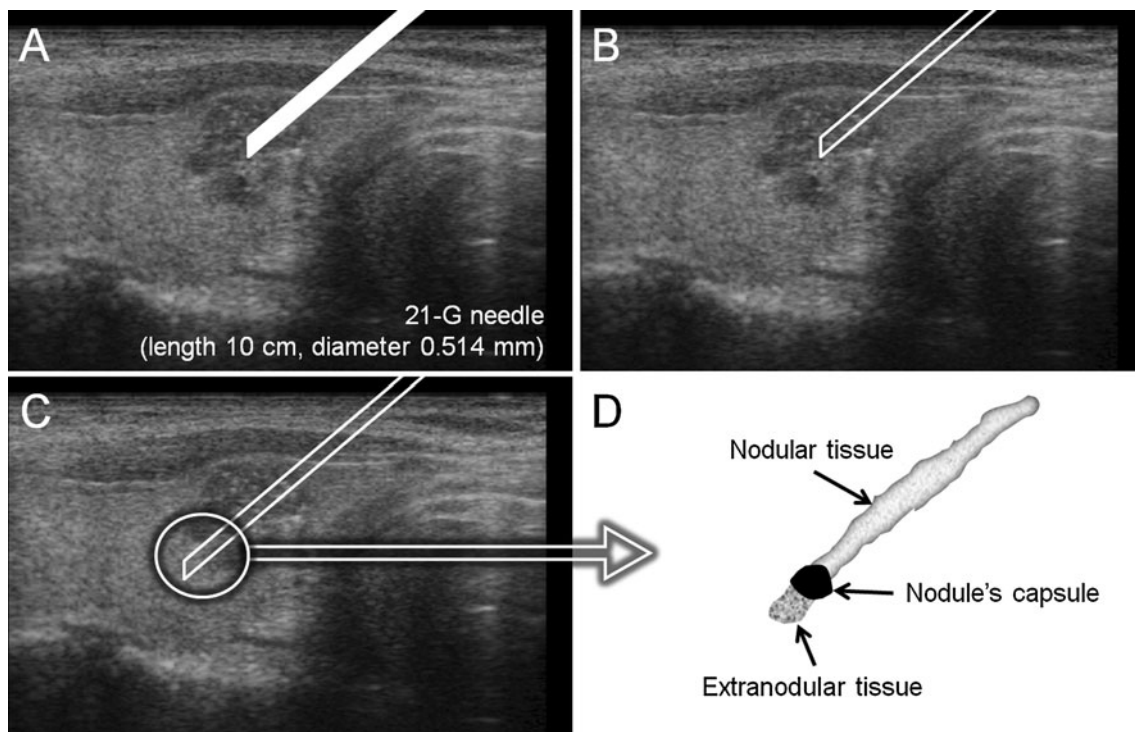 A
B
21-G needle
(length 10 cm, diameter 0.514 mm)
C
D
Nodular tissue
Nodule's capsule
Extranodular tissue